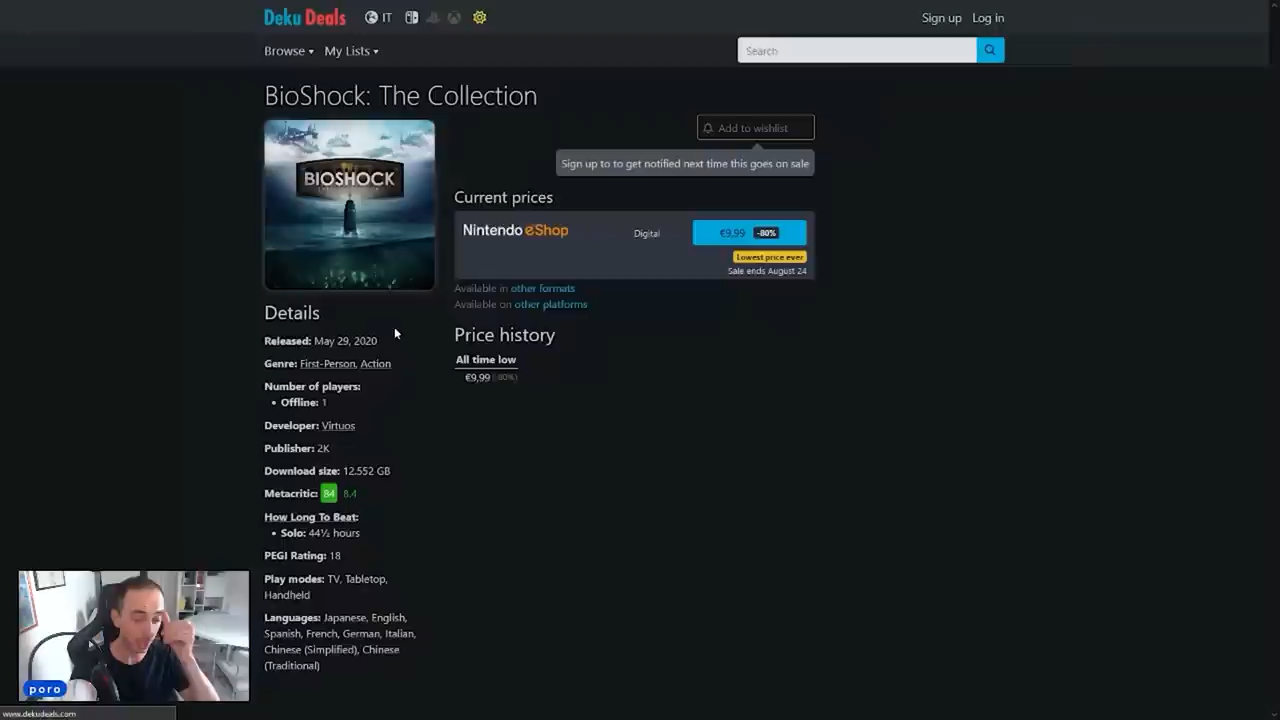 Deku Deals IT
Sign up Log in
Browse My Lists
Search
BioShock: The Collection
Add to wishlist
Sign up to to get notified next time this goes on sale
BIOSHOCK
Current prices
Nintendo eShop Digital €9,99 -80%
Lowest price ever
Sale ends August 24
Available in other formats
Available on other platforms
Price history
All time low
€9,99 (-80%)
Details
Released: May 29, 2020
Genre: First-Person, Action
Number of players:
• Offline: 1
Developer: Virtuos
Publisher: 2K
Download size: 12.552 GB
Metacritic: 84 8.4
How Long To Beat:
• Solo: 44½ hours
PEGI Rating: 18
Play modes: TV, Tabletop,
Handheld
Languages: Japanese, English,
Spanish, French, German, Italian,
Chinese (Simplified), Chinese
(Traditional)
poro
www.dekudeals.com